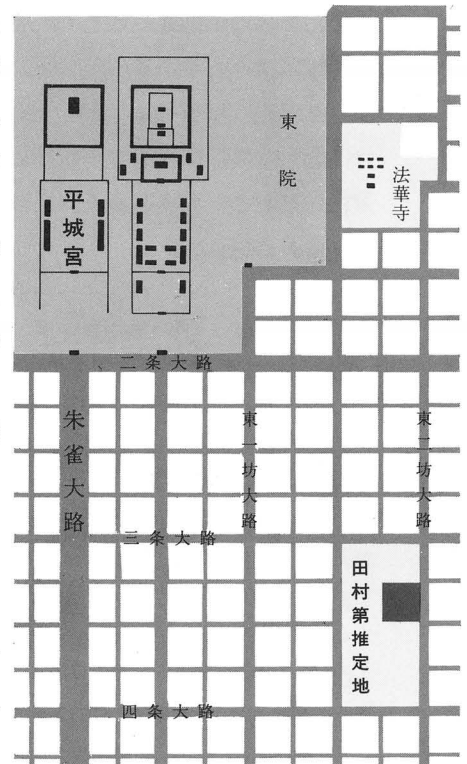 東院
法華寺
平城宮
二条大路
朱雀大路
東一坊大路
東二坊大路
三条大路
田村第推定地
四条大路